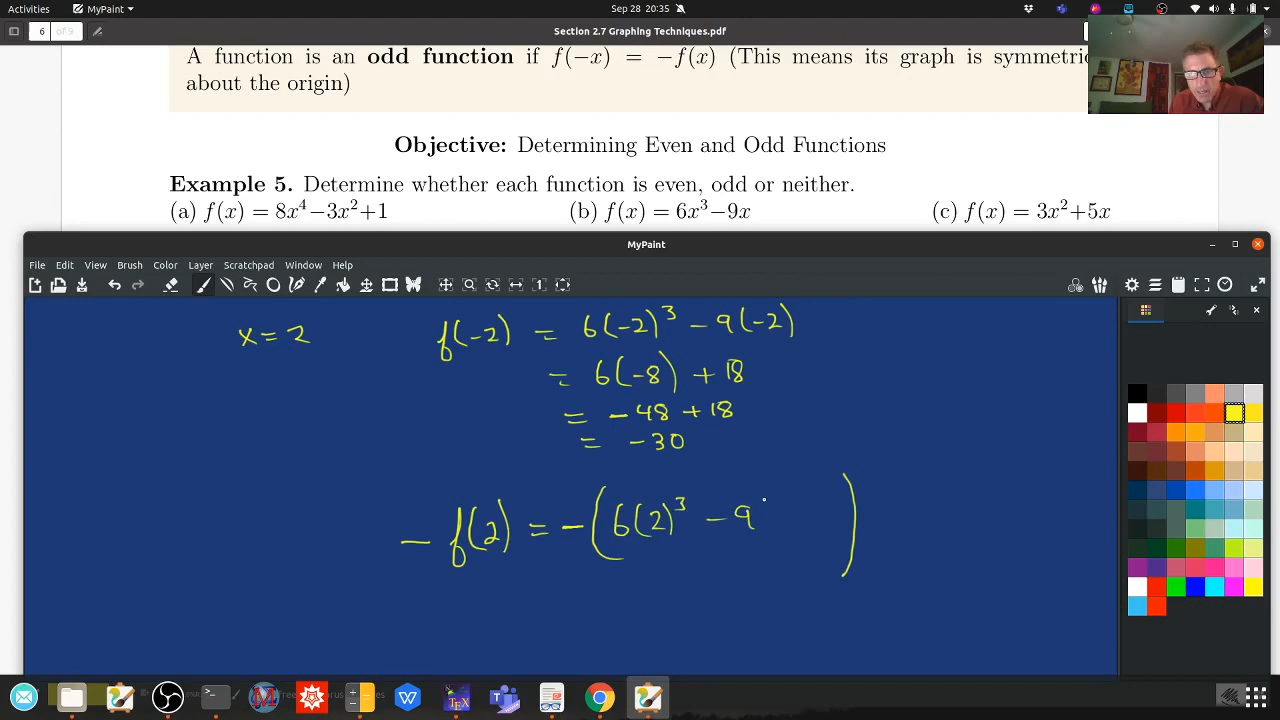 Activities MyPaint Sep 28 20:35
6 of 9 Section 2.7 Graphing Techniques.pdf
A function is an odd function if f(−x) = −f(x) (This means its graph is symmetric
about the origin)
Objective: Determining Even and Odd Functions
Example 5. Determine whether each function is even, odd or neither.
(a) f(x) = 8x⁴−3x²+1 (b) f(x) = 6x³−9x (c) f(x) = 3x²+5x
MyPaint
File Edit View Brush Color Layer Scratchpad Window Help
x = 2 f(-2) = 6(-2)³ - 9(-2)
= 6(-8) + 18
= -48 + 18
= -30
- f(2) = -( 6(2)³ - 9 )